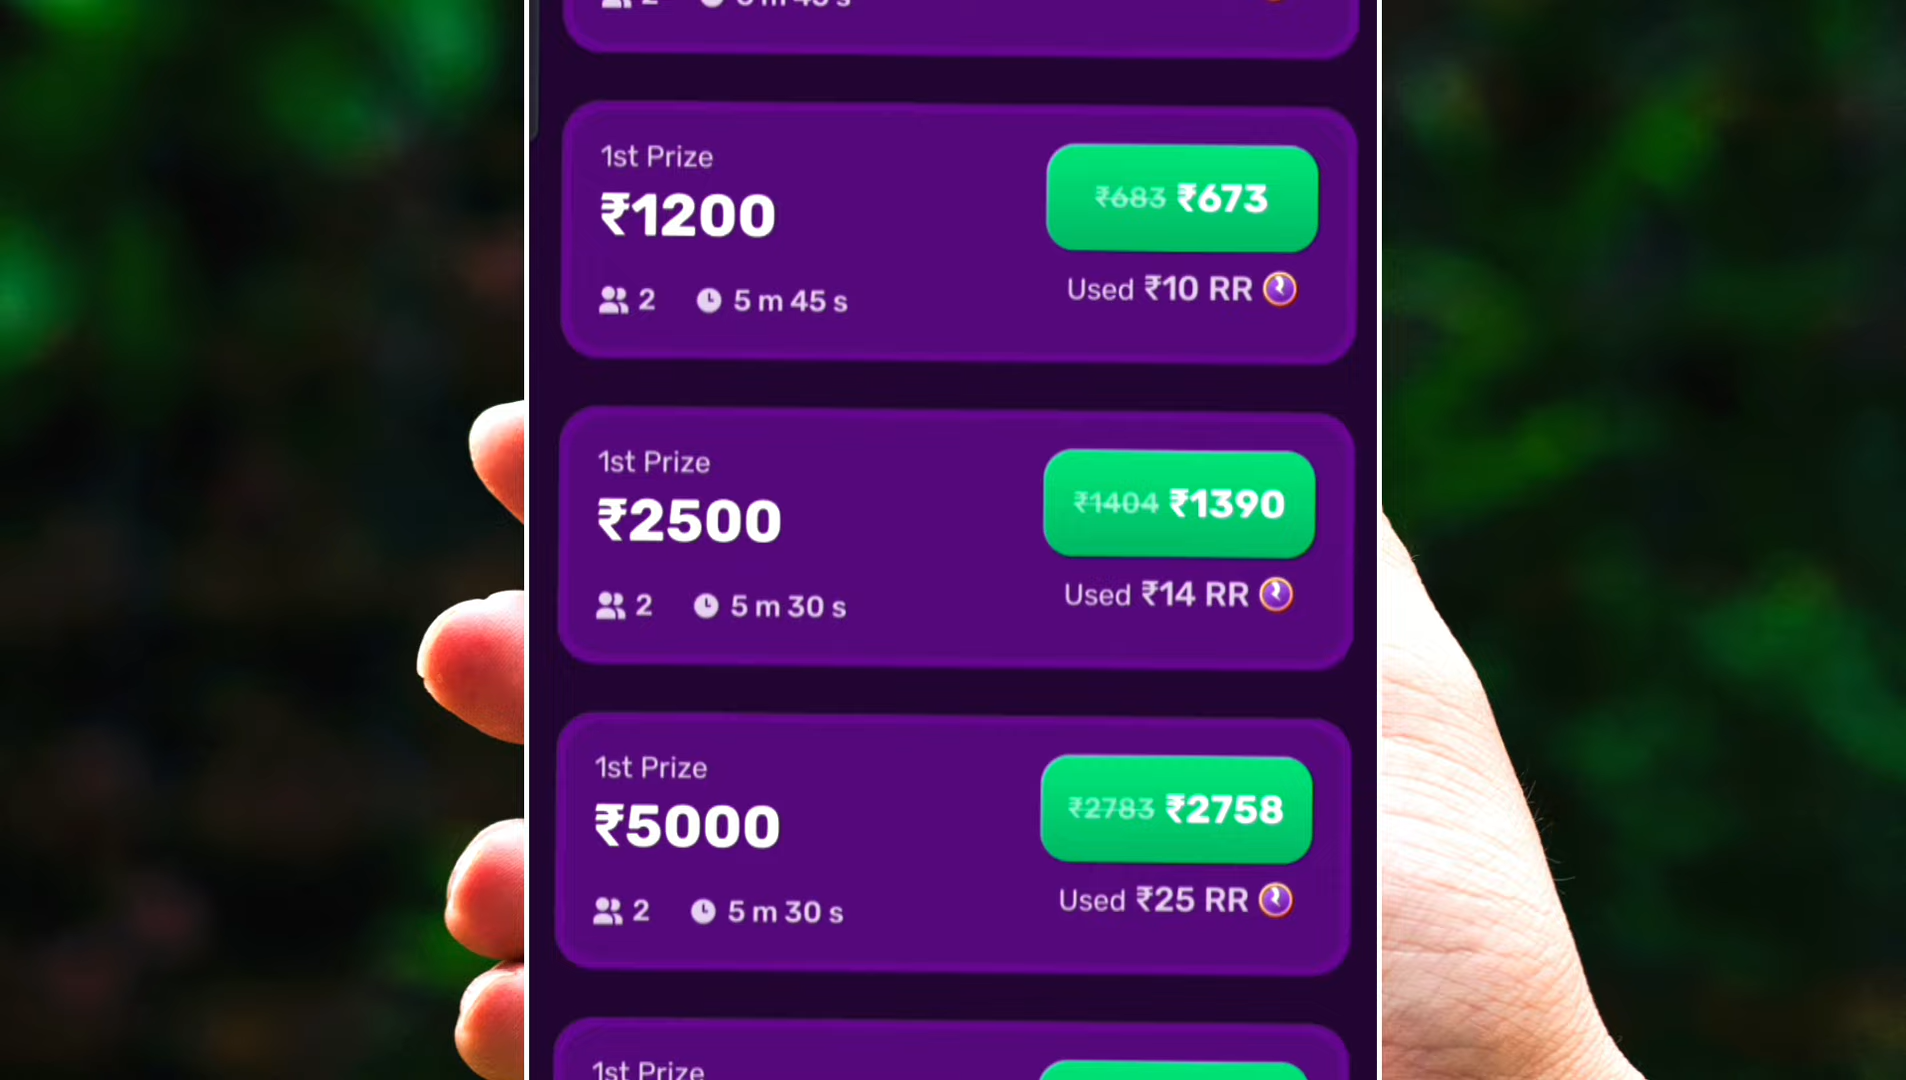 1st Prize
₹1200
₹683 ₹673
2 5 m 45 s
Used ₹10 RR
1st Prize
₹2500
₹1404 ₹1390
2 5 m 30 s
Used ₹14 RR
1st Prize
₹5000
₹2783 ₹2758
2 5 m 30 s
Used ₹25 RR
1st Prize